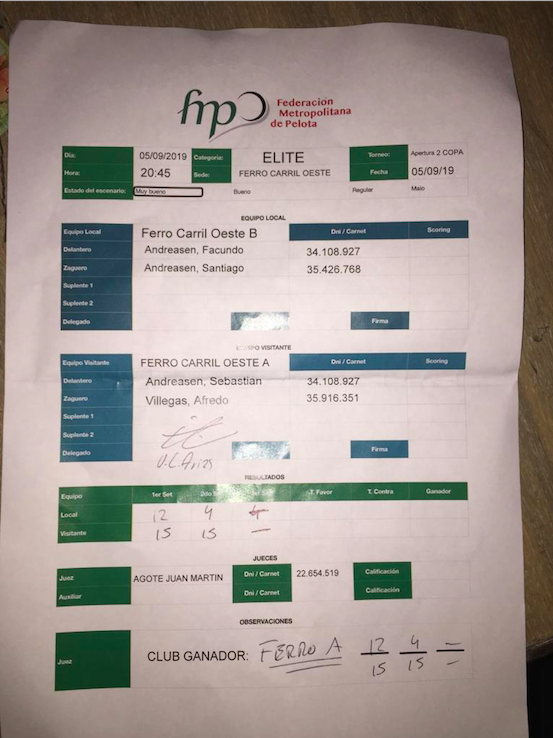 fmp Federación
Metropolitana
de Pelota
Día: 05/09/2019 Categoría: ELITE Torneo: Apertura 2 COPA
Hora: 20:45 Sede: FERRO CARRIL OESTE Fecha 05/09/19
Estado del escenario: Muy bueno Bueno Regular Malo
EQUIPO LOCAL
Equipo Local Ferro Carril Oeste B Dni / Carnet Scoring
Delantero Andreasen, Facundo 34.108.927
Zaguero Andreasen, Santiago 35.426.768
Suplente 1
Suplente 2
Delegado Firma
EQUIPO VISITANTE
Equipo Visitante FERRO CARRIL OESTE A Dni / Carnet Scoring
Delantero Andreasen, Sebastian 34.108.927
Zaguero Villegas, Afredo 35.916.351
Suplente 1
Suplente 2
Delegado Firma
RESULTADOS
Equipo 1er Set 2do Set T. Favor T. Contra Ganador
Local 12 4
Visitante 15 15 —
JUECES
Juez AGOTE JUAN MARTIN Dni / Carnet 22.654.519 Calificación
Auxiliar Dni / Carnet Calificación
OBSERVACIONES
Juez CLUB GANADOR: FERRO A 12 4 —
15 15 —